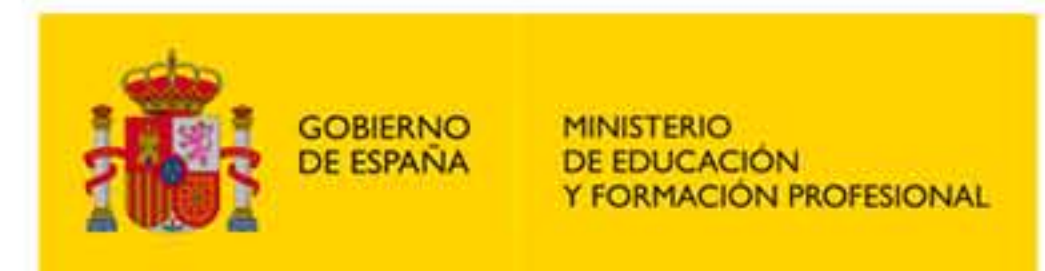 GOBIERNO
DE ESPAÑA
MINISTERIO
DE EDUCACIÓN
Y FORMACIÓN PROFESIONAL